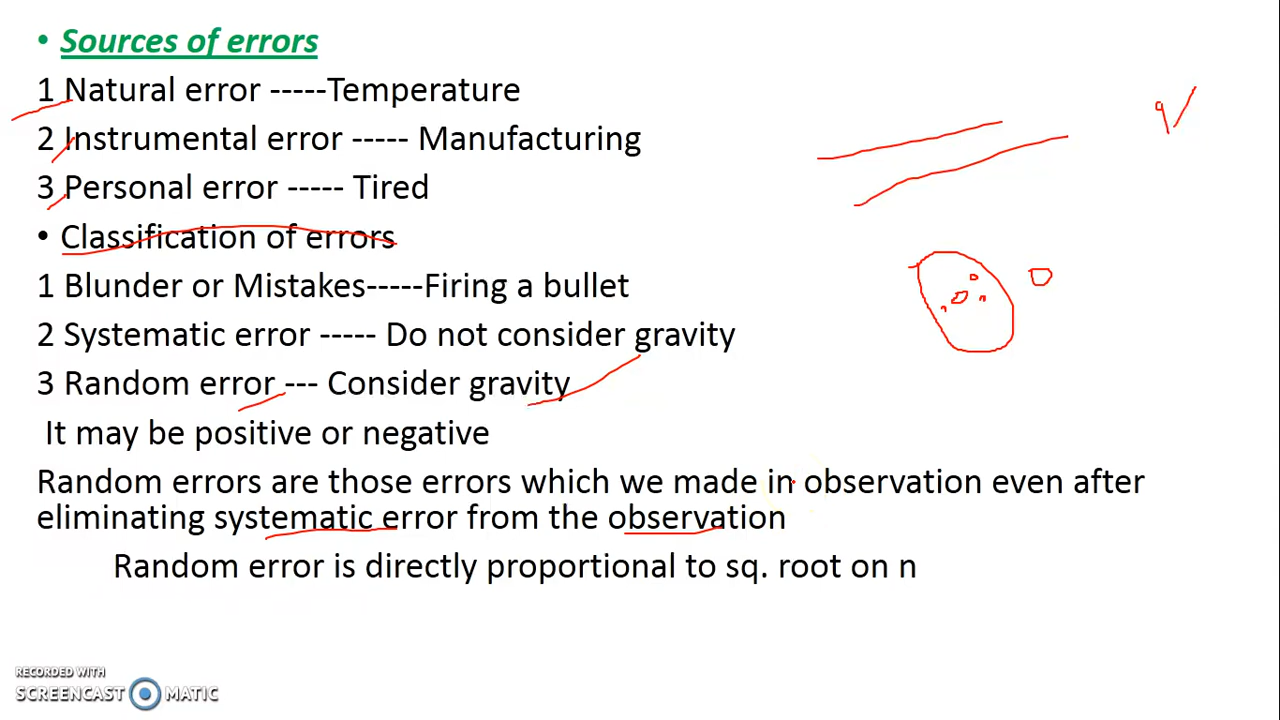 • Sources of errors
1 Natural error -----Temperature
2 Instrumental error ----- Manufacturing
3 Personal error ----- Tired
• Classification of errors
1 Blunder or Mistakes-----Firing a bullet
2 Systematic error ----- Do not consider gravity
3 Random error --- Consider gravity
It may be positive or negative
Random errors are those errors which we made in observation even after
eliminating systematic error from the observation
Random error is directly proportional to sq. root on n
RECORDED WITH
SCREENCAST MATIC